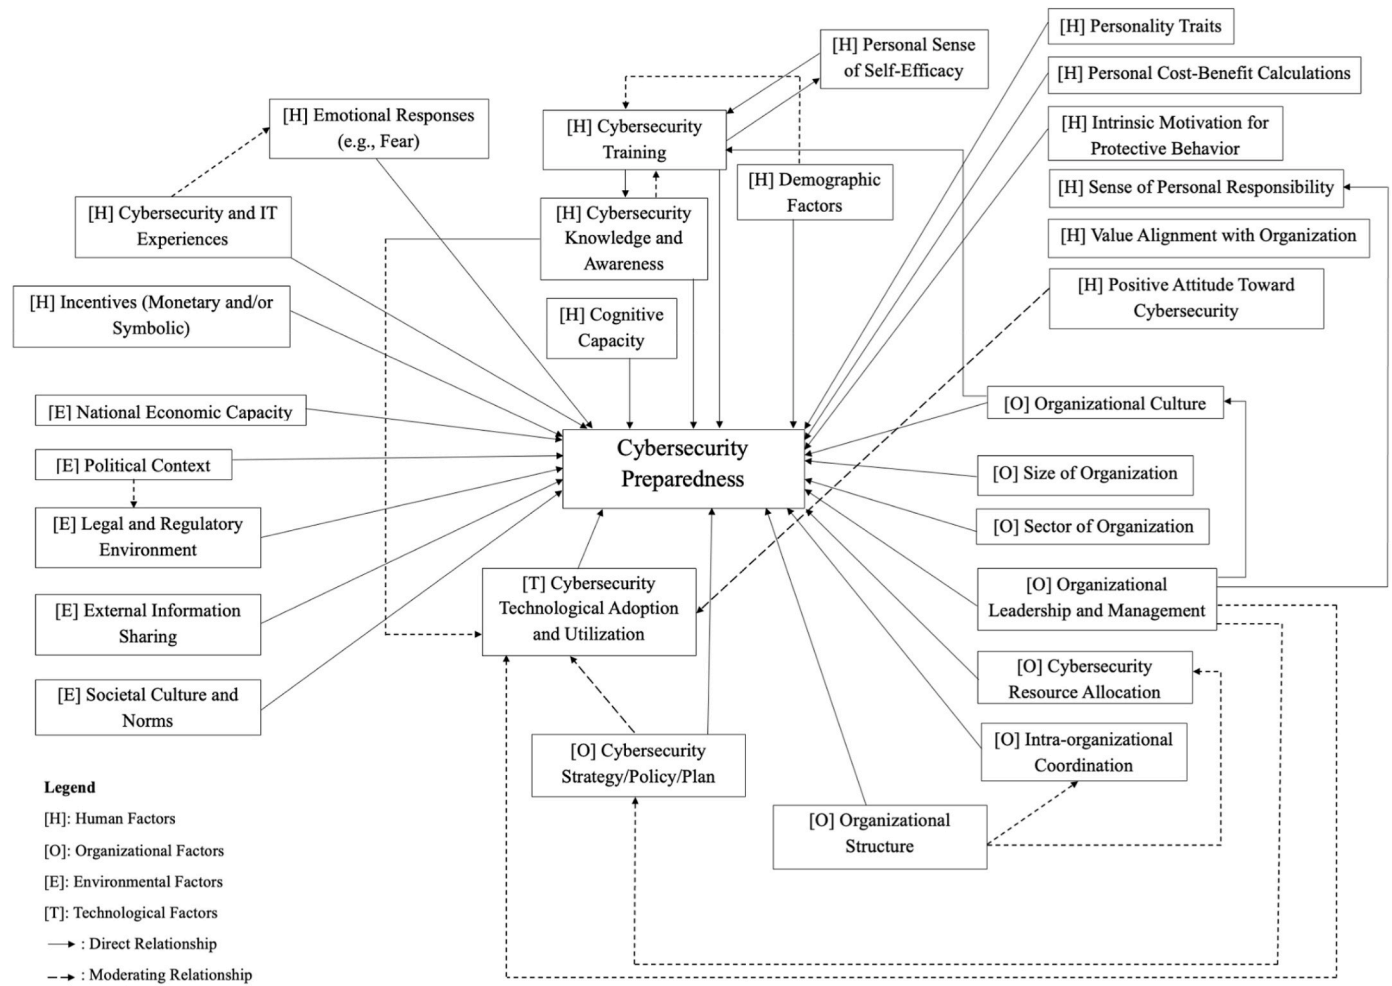 [H] Personality Traits
[H] Personal Sense
of Self-Efficacy
[H] Personal Cost-Benefit Calculations
[H] Emotional Responses
(e.g., Fear)
[H] Cybersecurity
Training
[H] Intrinsic Motivation for
Protective Behavior
[H] Demographic
Factors
[H] Sense of Personal Responsibility
[H] Cybersecurity and IT
Experiences
[H] Cybersecurity
Knowledge and
Awareness
[H] Value Alignment with Organization
[H] Incentives (Monetary and/or
Symbolic)
[H] Cognitive
Capacity
[H] Positive Attitude Toward
Cybersecurity
[E] National Economic Capacity
[O] Organizational Culture
Cybersecurity
Preparedness
[E] Political Context
[O] Size of Organization
[E] Legal and Regulatory
Environment
[O] Sector of Organization
[T] Cybersecurity
Technological Adoption
and Utilization
[O] Organizational
Leadership and Management
[E] External Information
Sharing
[O] Cybersecurity
Resource Allocation
[E] Societal Culture and
Norms
[O] Cybersecurity
Strategy/Policy/Plan
[O] Intra-organizational
Coordination
[O] Organizational
Structure
Legend
[H]: Human Factors
[O]: Organizational Factors
[E]: Environmental Factors
[T]: Technological Factors
: Direct Relationship
: Moderating Relationship